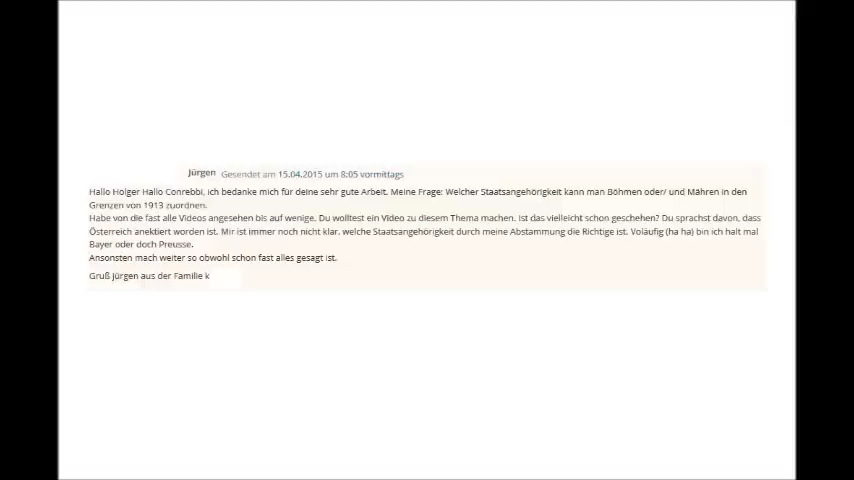 Jürgen Gesendet am 15.04.2015 um 8:05 vormittags
Hallo Holger Hallo Conrebbi, ich bedanke mich für deine sehr gute Arbeit. Meine Frage: Welcher Staatsangehörigkeit kann man Böhmen oder/ und Mähren in den
Grenzen von 1913 zuordnen.
Habe von die fast alle Videos angesehen bis auf wenige. Du wolltest ein Video zu diesem Thema machen. Ist das vielleicht schon geschehen? Du sprachst davon, dass
Österreich anektiert worden ist. Mir ist immer noch nicht klar, welche Staatsangehörigkeit durch meine Abstammung die Richtige ist. Voläufig (ha ha) bin ich halt mal
Bayer oder doch Preusse.
Ansonsten mach weiter so obwohl schon fast alles gesagt ist.
Gruß Jürgen aus der Familie k